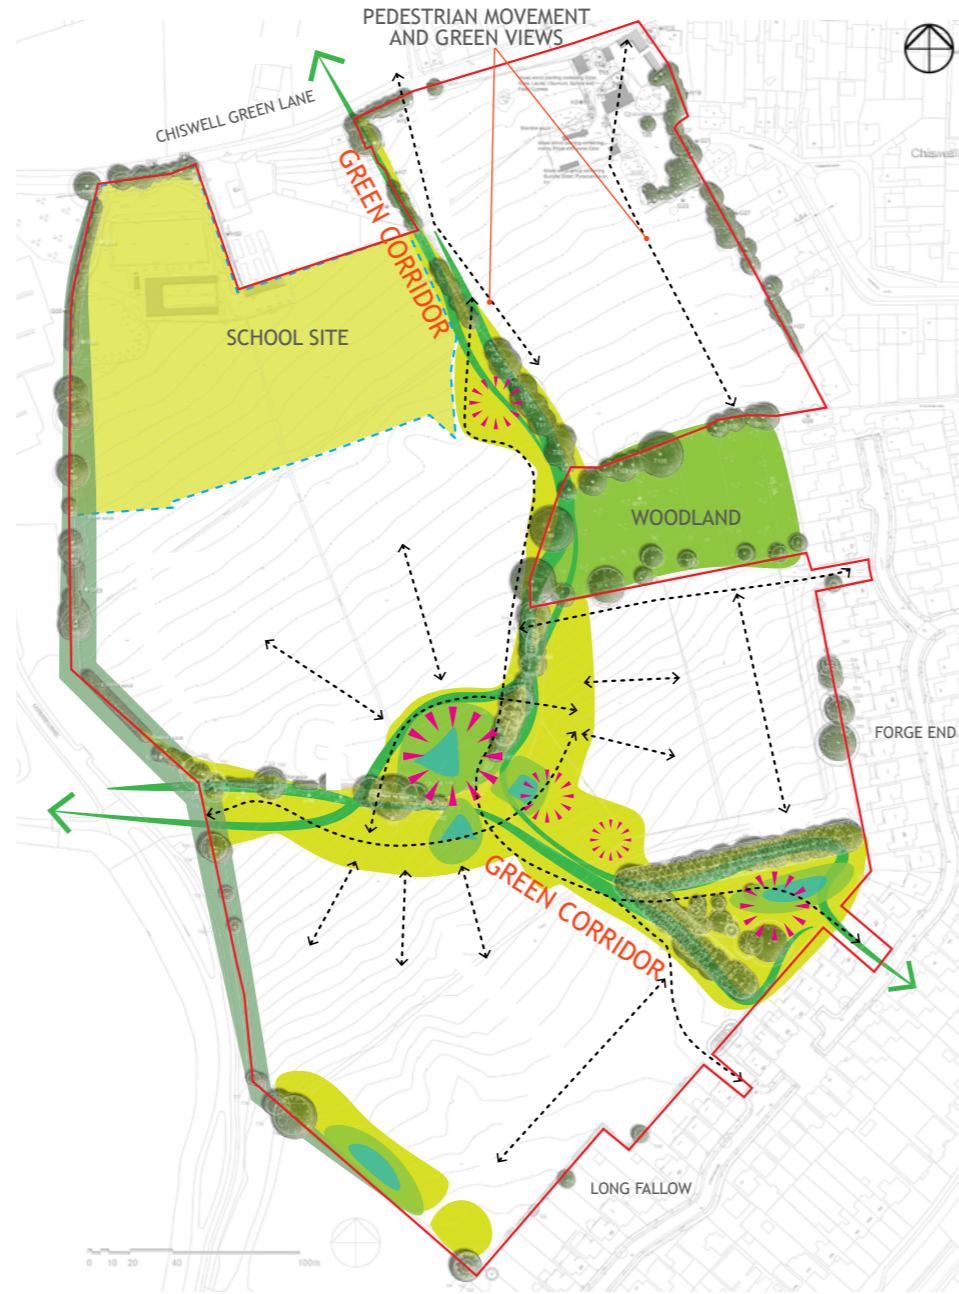 PEDESTRIAN MOVEMENT
AND GREEN VIEWS
CHISWELL GREEN LANE
Chiswell
GREEN CORRIDOR
SCHOOL SITE
WOODLAND
FORGE END
GREEN CORRIDOR
LONG FALLOW
0 10 20 40 100m